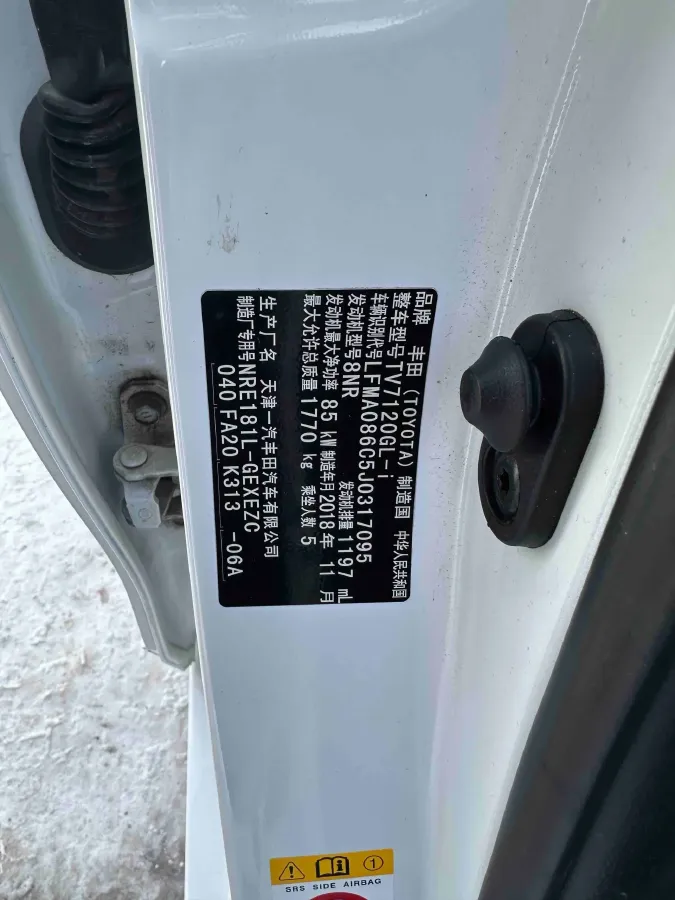 品牌 丰田 (TOYOTA) 制造国 中华人民共和国
整车型号 TV7120GL-i
车辆识别代号 LFMA086C5J0317095
发动机型号 8NR 发动机排量 1197 mL
发动机最大净功率 85 kW 制造年月 2018 年 11 月
最大允许总质量 1770 kg 乘坐人数 5
生产厂名 天津一汽丰田汽车有限公司
制造厂专用号 NRE181L-GEXEZC
040 FA20 K313 -06A
1
SRS SIDE AIRBAG